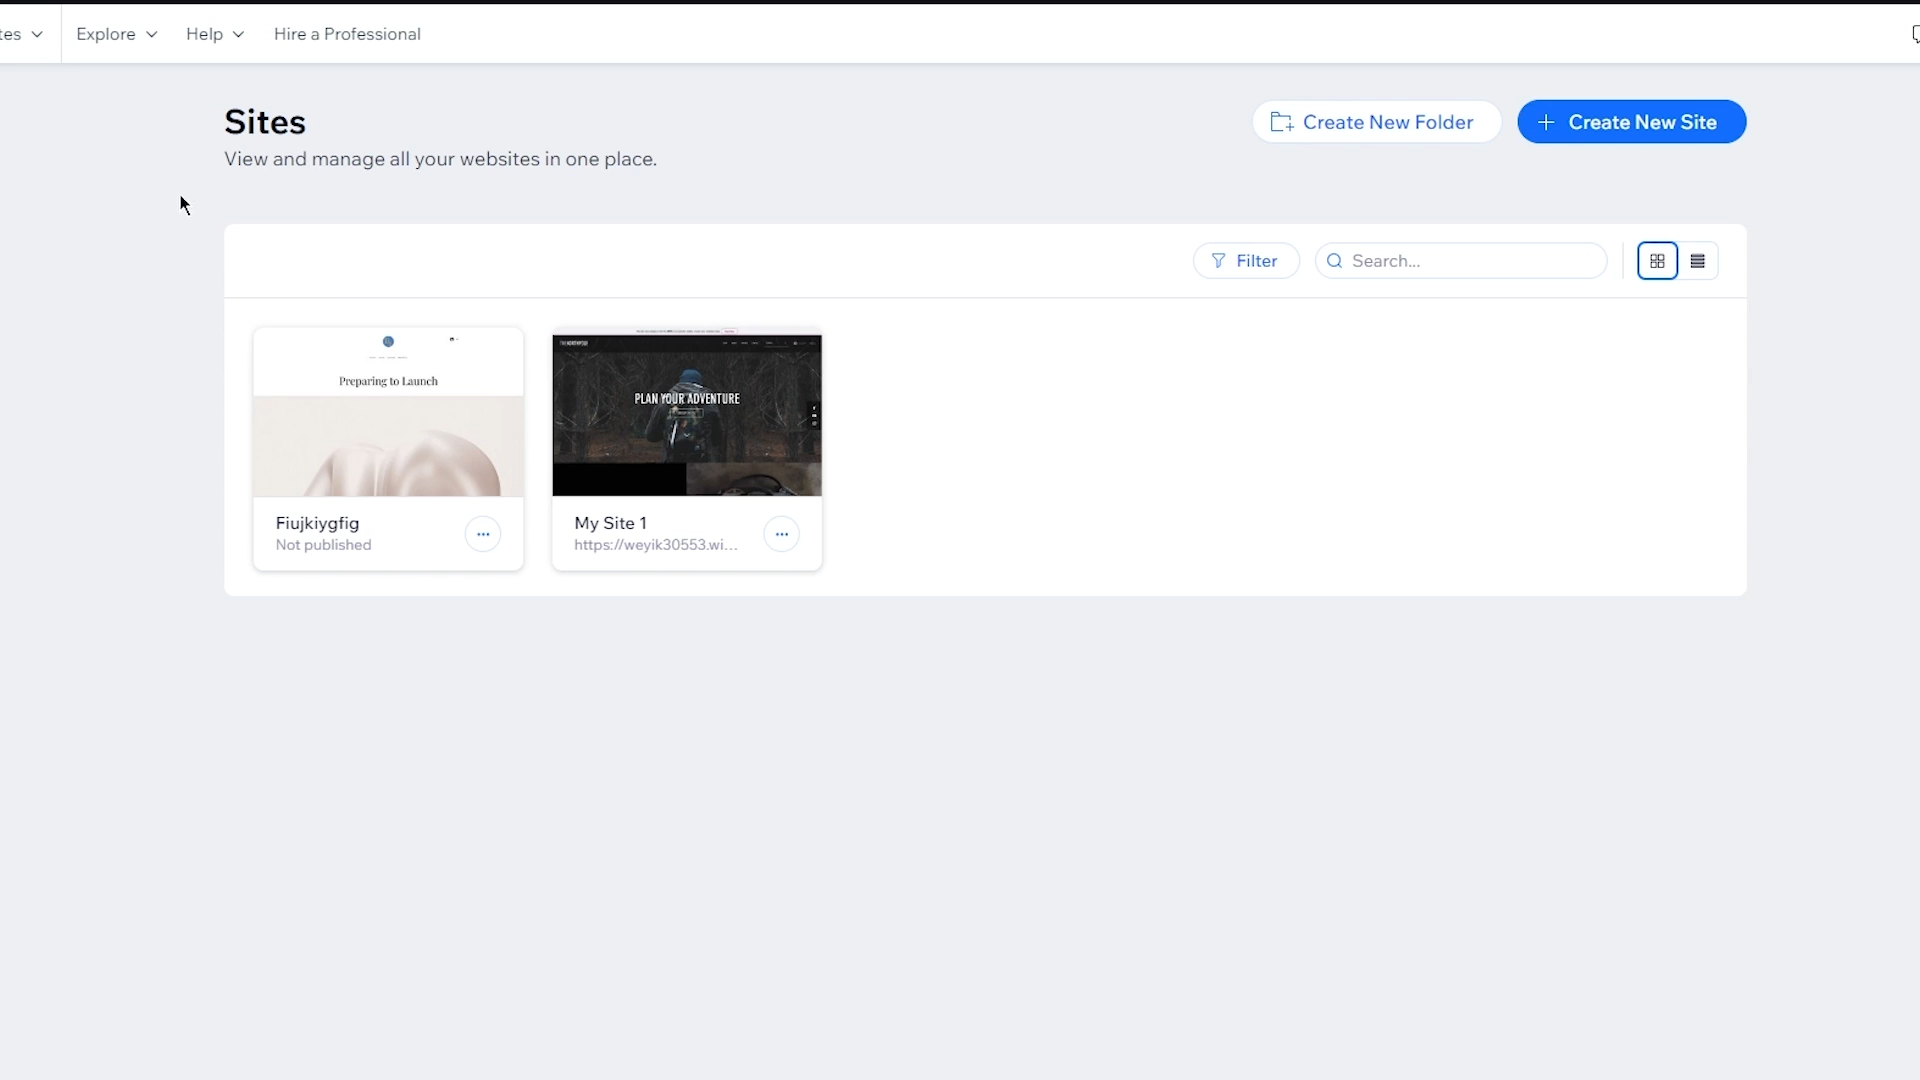 tes
Explore
Help
Hire a Professional
Sites
View and manage all your websites in one place.
Create New Folder
Create New Site
Filter
Search...
Preparing to Launch
PLAN YOUR ADVENTURE
Fiujkiygfig
Not published
...
My Site 1
https://weyik30553.wi...
...